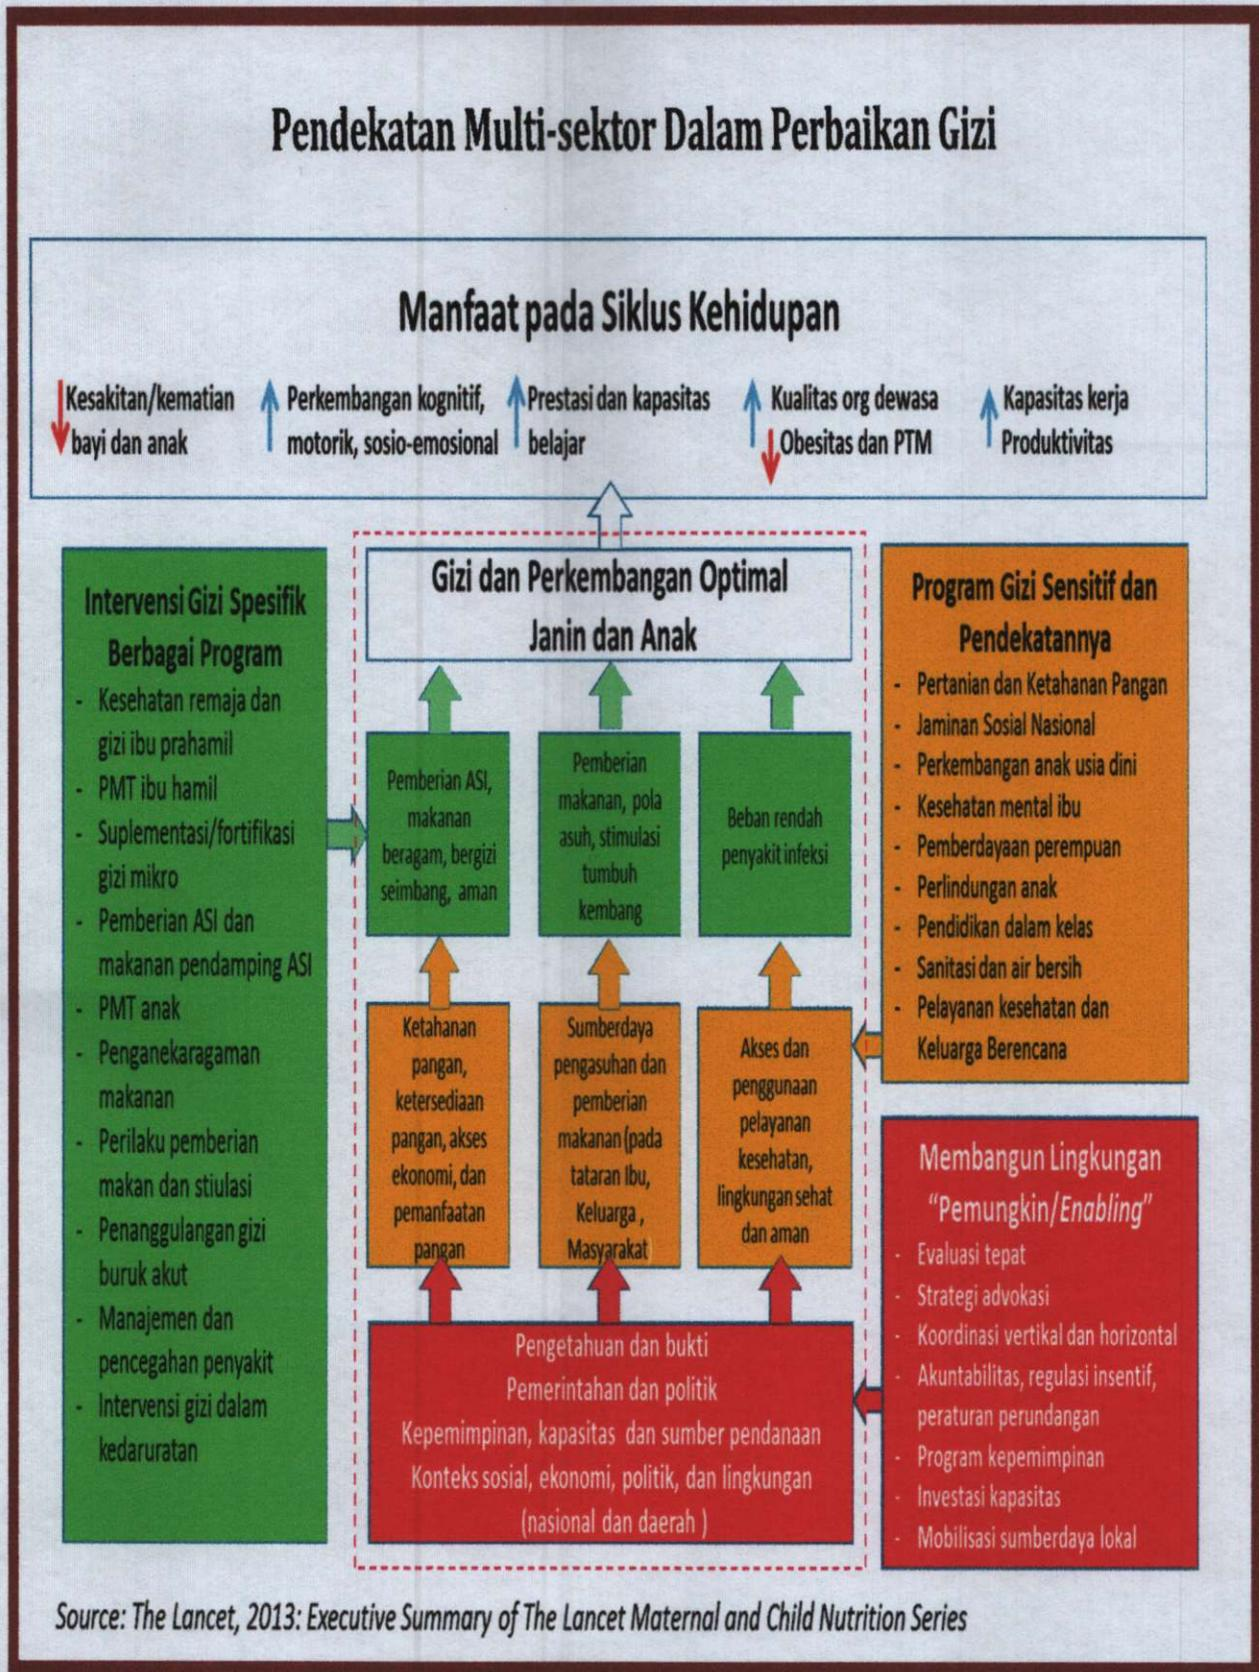 Pendekatan Multi-sektor Dalam Perbaikan Gizi
Manfaat pada Siklus Kehidupan
Kesakitan/kematian
bayi dan anak
Perkembangan kognitif,
motorik, sosio-emosional
Prestasi dan kapasitas
belajar
Kualitas org dewasa
Obesitas dan PTM
Kapasitas kerja
Produktivitas
Intervensi Gizi Spesifik
Berbagai Program
- Kesehatan remaja dan
gizi ibu prahamil
- PMT ibu hamil
- Suplementasi/fortifikasi
gizi mikro
- Pemberian ASI dan
makanan pendamping ASI
- PMT anak
- Penganekaragaman
makanan
- Perilaku pemberian
makan dan stiulasi
- Penanggulangan gizi
buruk akut
- Manajemen dan
pencegahan penyakit
- Intervensi gizi dalam
kedaruratan
Gizi dan Perkembangan Optimal
Janin dan Anak
Pemberian ASI,
makanan
beragam, bergizi
seimbang, aman
Pemberian
makanan, pola
asuh, stimulasi
tumbuh
kembang
Beban rendah
penyakit infeksi
Ketahanan
pangan,
ketersediaan
pangan, akses
ekonomi, dan
pemanfaatan
pangan
Sumberdaya
pengasuhan dan
pemberian
makanan (pada
tataran Ibu,
Keluarga ,
Masyarakat)
Akses dan
penggunaan
pelayanan
kesehatan,
lingkungan sehat
dan aman
Pengetahuan dan bukti
Pemerintahan dan politik
Kepemimpinan, kapasitas dan sumber pendanaan
Konteks sosial, ekonomi, politik, dan lingkungan
(nasional dan daerah )
Program Gizi Sensitif dan
Pendekatannya
- Pertanian dan Ketahanan Pangan
- Jaminan Sosial Nasional
- Perkembangan anak usia dini
- Kesehatan mental ibu
- Pemberdayaan perempuan
- Perlindungan anak
- Pendidikan dalam kelas
- Sanitasi dan air bersih
- Pelayanan kesehatan dan
Keluarga Berencana
Membangun Lingkungan
"Pemungkin/Enabling"
- Evaluasi tepat
- Strategi advokasi
- Koordinasi vertikal dan horizontal
- Akuntabilitas, regulasi insentif,
peraturan perundangan
- Program kepemimpinan
- Investasi kapasitas
- Mobilisasi sumberdaya lokal
Source: The Lancet, 2013: Executive Summary of The Lancet Maternal and Child Nutrition Series